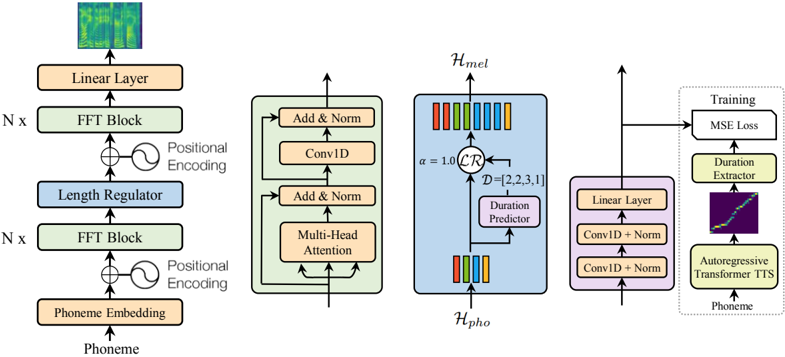 Linear Layer
N x
FFT Block
Positional
Encoding
Length Regulator
N x
FFT Block
Positional
Encoding
Phoneme Embedding
Phoneme
Add & Norm
Conv1D
Add & Norm
Multi-Head
Attention
H_mel
α = 1.0
LR
D=[2,2,3,1]
Duration
Predictor
H_pho
Linear Layer
Conv1D + Norm
Conv1D + Norm
Training
MSE Loss
Duration
Extractor
Autoregressive
Transformer TTS
Phoneme